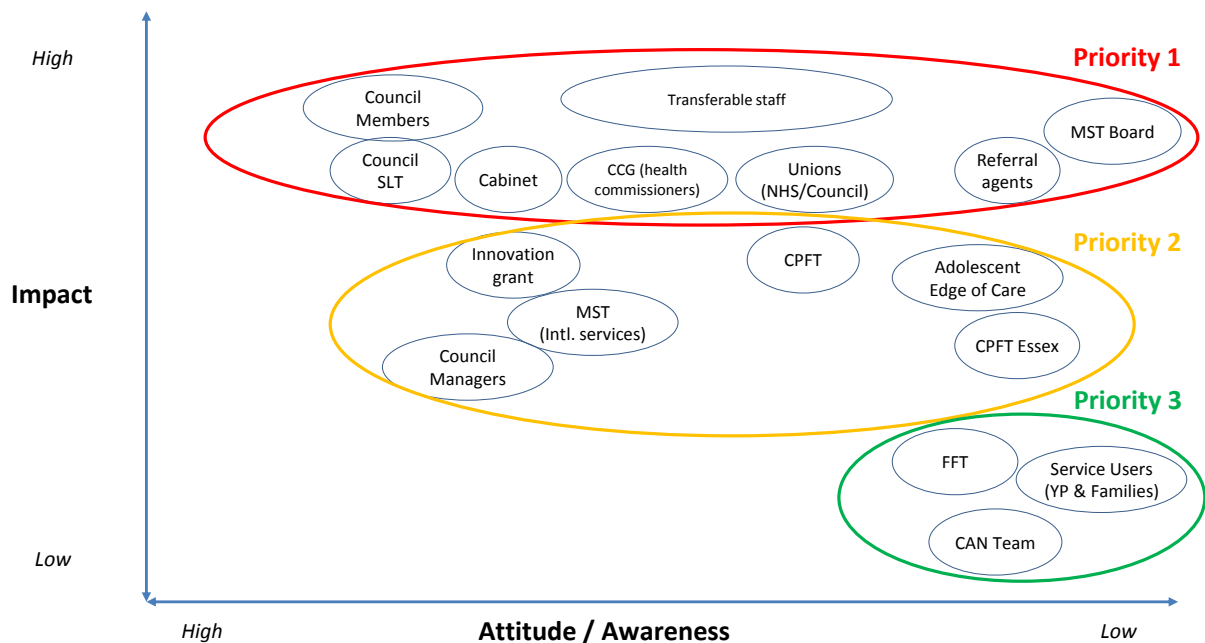 High
Priority 1
Council
Members
Transferable staff
MST Board
Council
SLT
Cabinet
CCG (health
commissioners)
Unions
(NHS/Council)
Referral
agents
Priority 2
Innovation
grant
CPFT
Adolescent
Edge of Care
Impact
MST
(Intl. services)
CPFT Essex
Council
Managers
Priority 3
FFT
Service Users
(YP & Families)
CAN Team
Low
High
Attitude / Awareness
Low